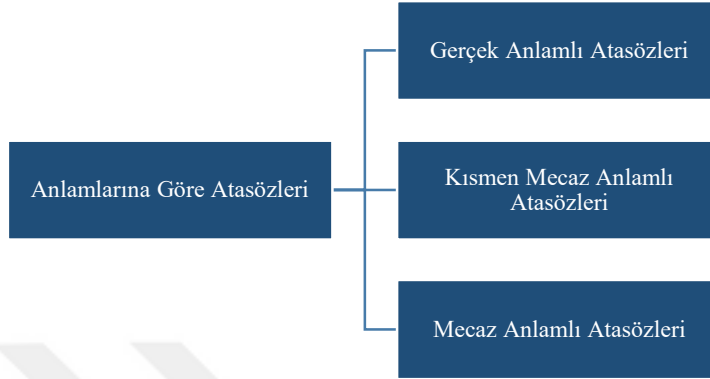 Gerçek Anlamlı Atasözleri
Anlamlarına Göre Atasözleri
Kısmen Mecaz Anlamlı
Atasözleri
Mecaz Anlamlı Atasözleri